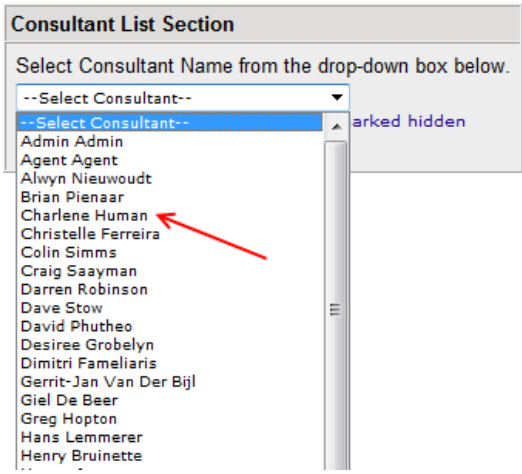 Consultant List Section
Select Consultant Name from the drop-down box below.
--Select Consultant--
--Select Consultant--
arked hidden
Admin Admin
Agent Agent
Alwyn Nieuwoudt
Brian Pienaar
Charlene Human
Christelle Ferreira
Colin Simms
Craig Saayman
Darren Robinson
Dave Stow
David Phutheo
Desiree Grobelyn
Dimitri Fameliaris
Gerrit-Jan Van Der Bijl
Giel De Beer
Greg Hopton
Hans Lemmerer
Henry Bruinette